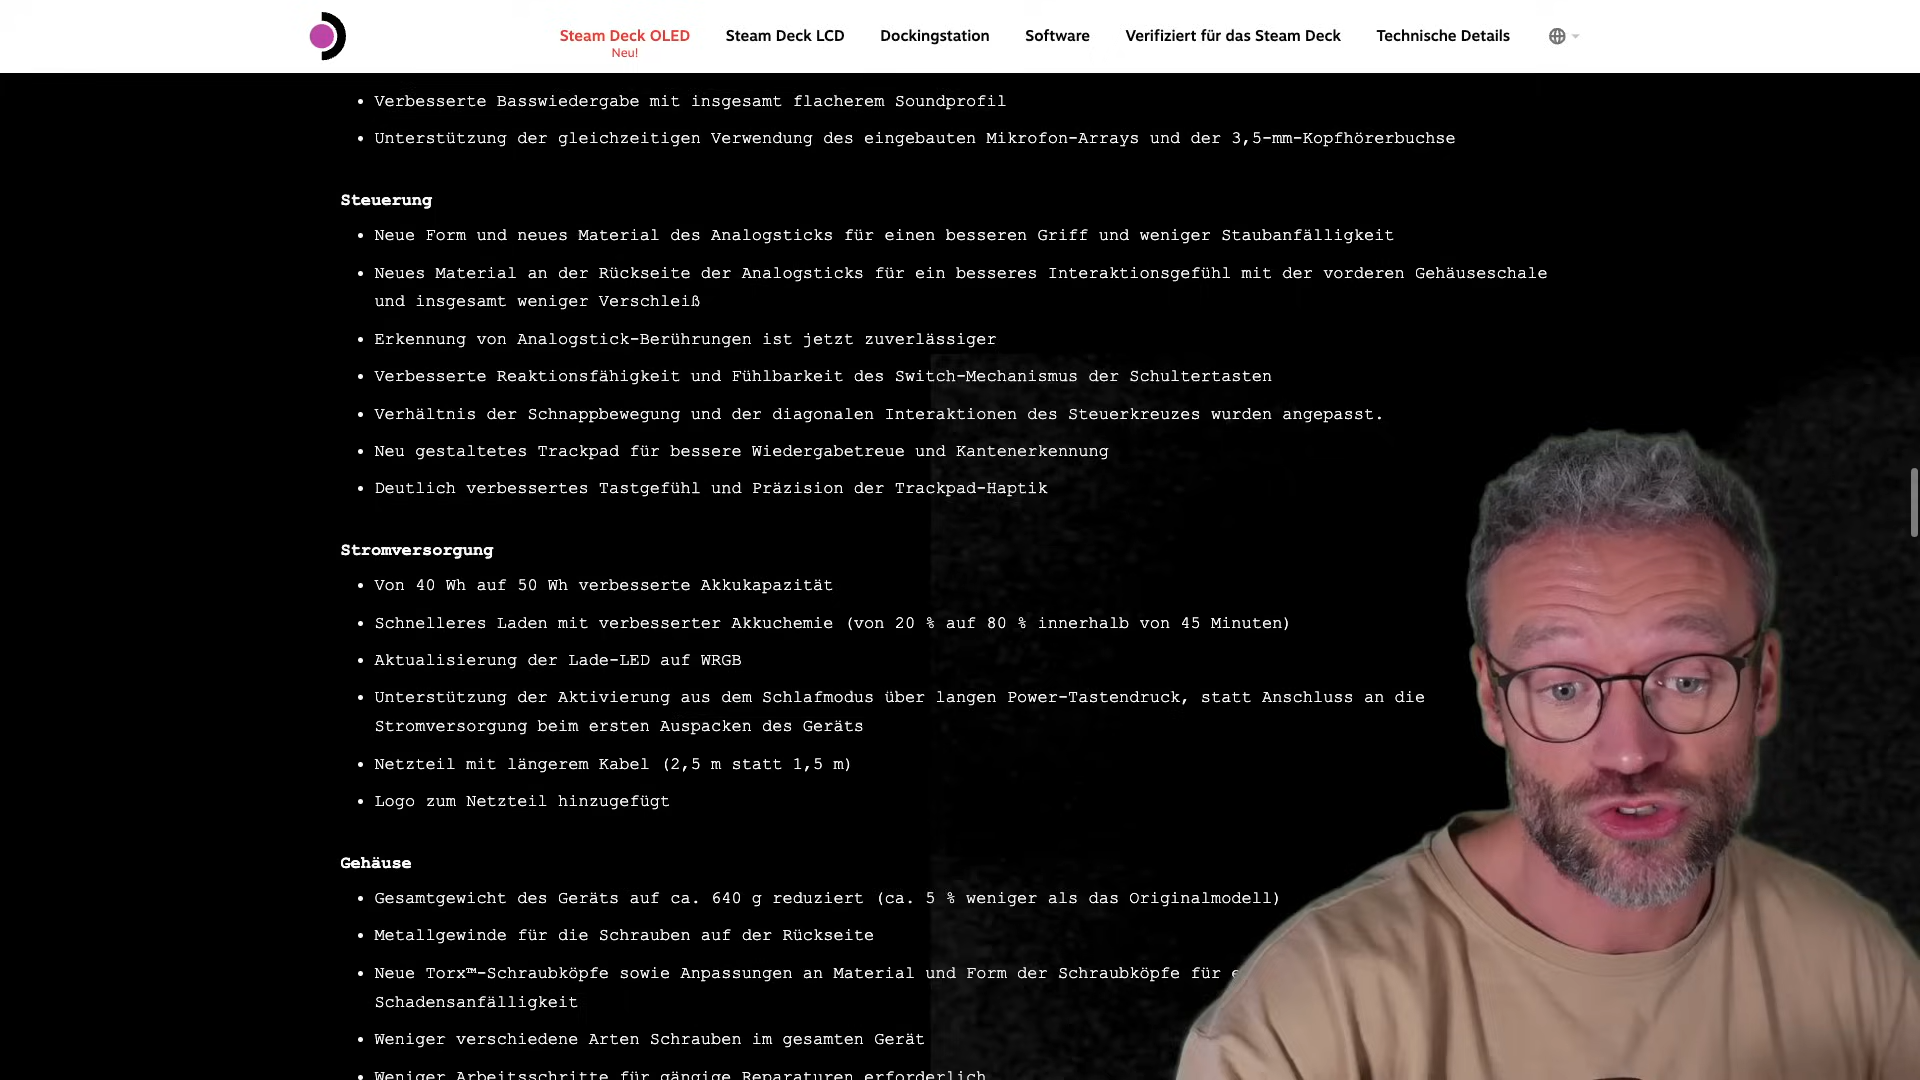 Steam Deck OLED
Neu!
Steam Deck LCD
Dockingstation
Software
Verifiziert für das Steam Deck
Technische Details
• Verbesserte Basswiedergabe mit insgesamt flacherem Soundprofil
• Unterstützung der gleichzeitigen Verwendung des eingebauten Mikrofon-Arrays und der 3,5-mm-Kopfhörerbuchse
Steuerung
• Neue Form und neues Material des Analogsticks für einen besseren Griff und weniger Staubanfälligkeit
• Neues Material an der Rückseite der Analogsticks für ein besseres Interaktionsgefühl mit der vorderen Gehäuseschale
und insgesamt weniger Verschleiß
• Erkennung von Analogstick-Berührungen ist jetzt zuverlässiger
• Verbesserte Reaktionsfähigkeit und Fühlbarkeit des Switch-Mechanismus der Schultertasten
• Verhältnis der Schnappbewegung und der diagonalen Interaktionen des Steuerkreuzes wurden angepasst.
• Neu gestaltetes Trackpad für bessere Wiedergabetreue und Kantenerkennung
• Deutlich verbessertes Tastgefühl und Präzision der Trackpad-Haptik
Stromversorgung
• Von 40 Wh auf 50 Wh verbesserte Akkukapazität
• Schnelleres Laden mit verbesserter Akkuchemie (von 20 % auf 80 % innerhalb von 45 Minuten)
• Aktualisierung der Lade-LED auf WRGB
• Unterstützung der Aktivierung aus dem Schlafmodus über langen Power-Tastendruck, statt Anschluss an die
Stromversorgung beim ersten Auspacken des Geräts
• Netzteil mit längerem Kabel (2,5 m statt 1,5 m)
• Logo zum Netzteil hinzugefügt
Gehäuse
• Gesamtgewicht des Geräts auf ca. 640 g reduziert (ca. 5 % weniger als das Originalmodell)
• Metallgewinde für die Schrauben auf der Rückseite
• Neue Torx™-Schraubköpfe sowie Anpassungen an Material und Form der Schraubköpfe für
Schadensanfälligkeit
• Weniger verschiedene Arten Schrauben im gesamten Gerät
• Weniger Arbeitsschritte für gängige Reparaturen erforderlich